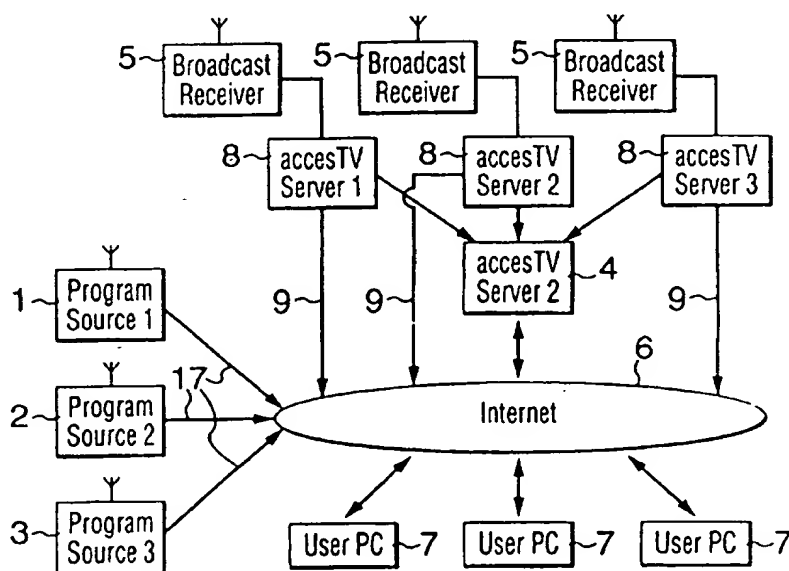 5
Broadcast
Receiver
5
Broadcast
Receiver
5
Broadcast
Receiver
8
accesTV
Server 1
8
accesTV
Server 2
8
accesTV
Server 3
accesTV
Server 2
4
1
Program
Source 1
9
9
9
17
6
2
Program
Source 2
Internet
3
Program
Source 3
User PC
7
User PC
7
User PC
7